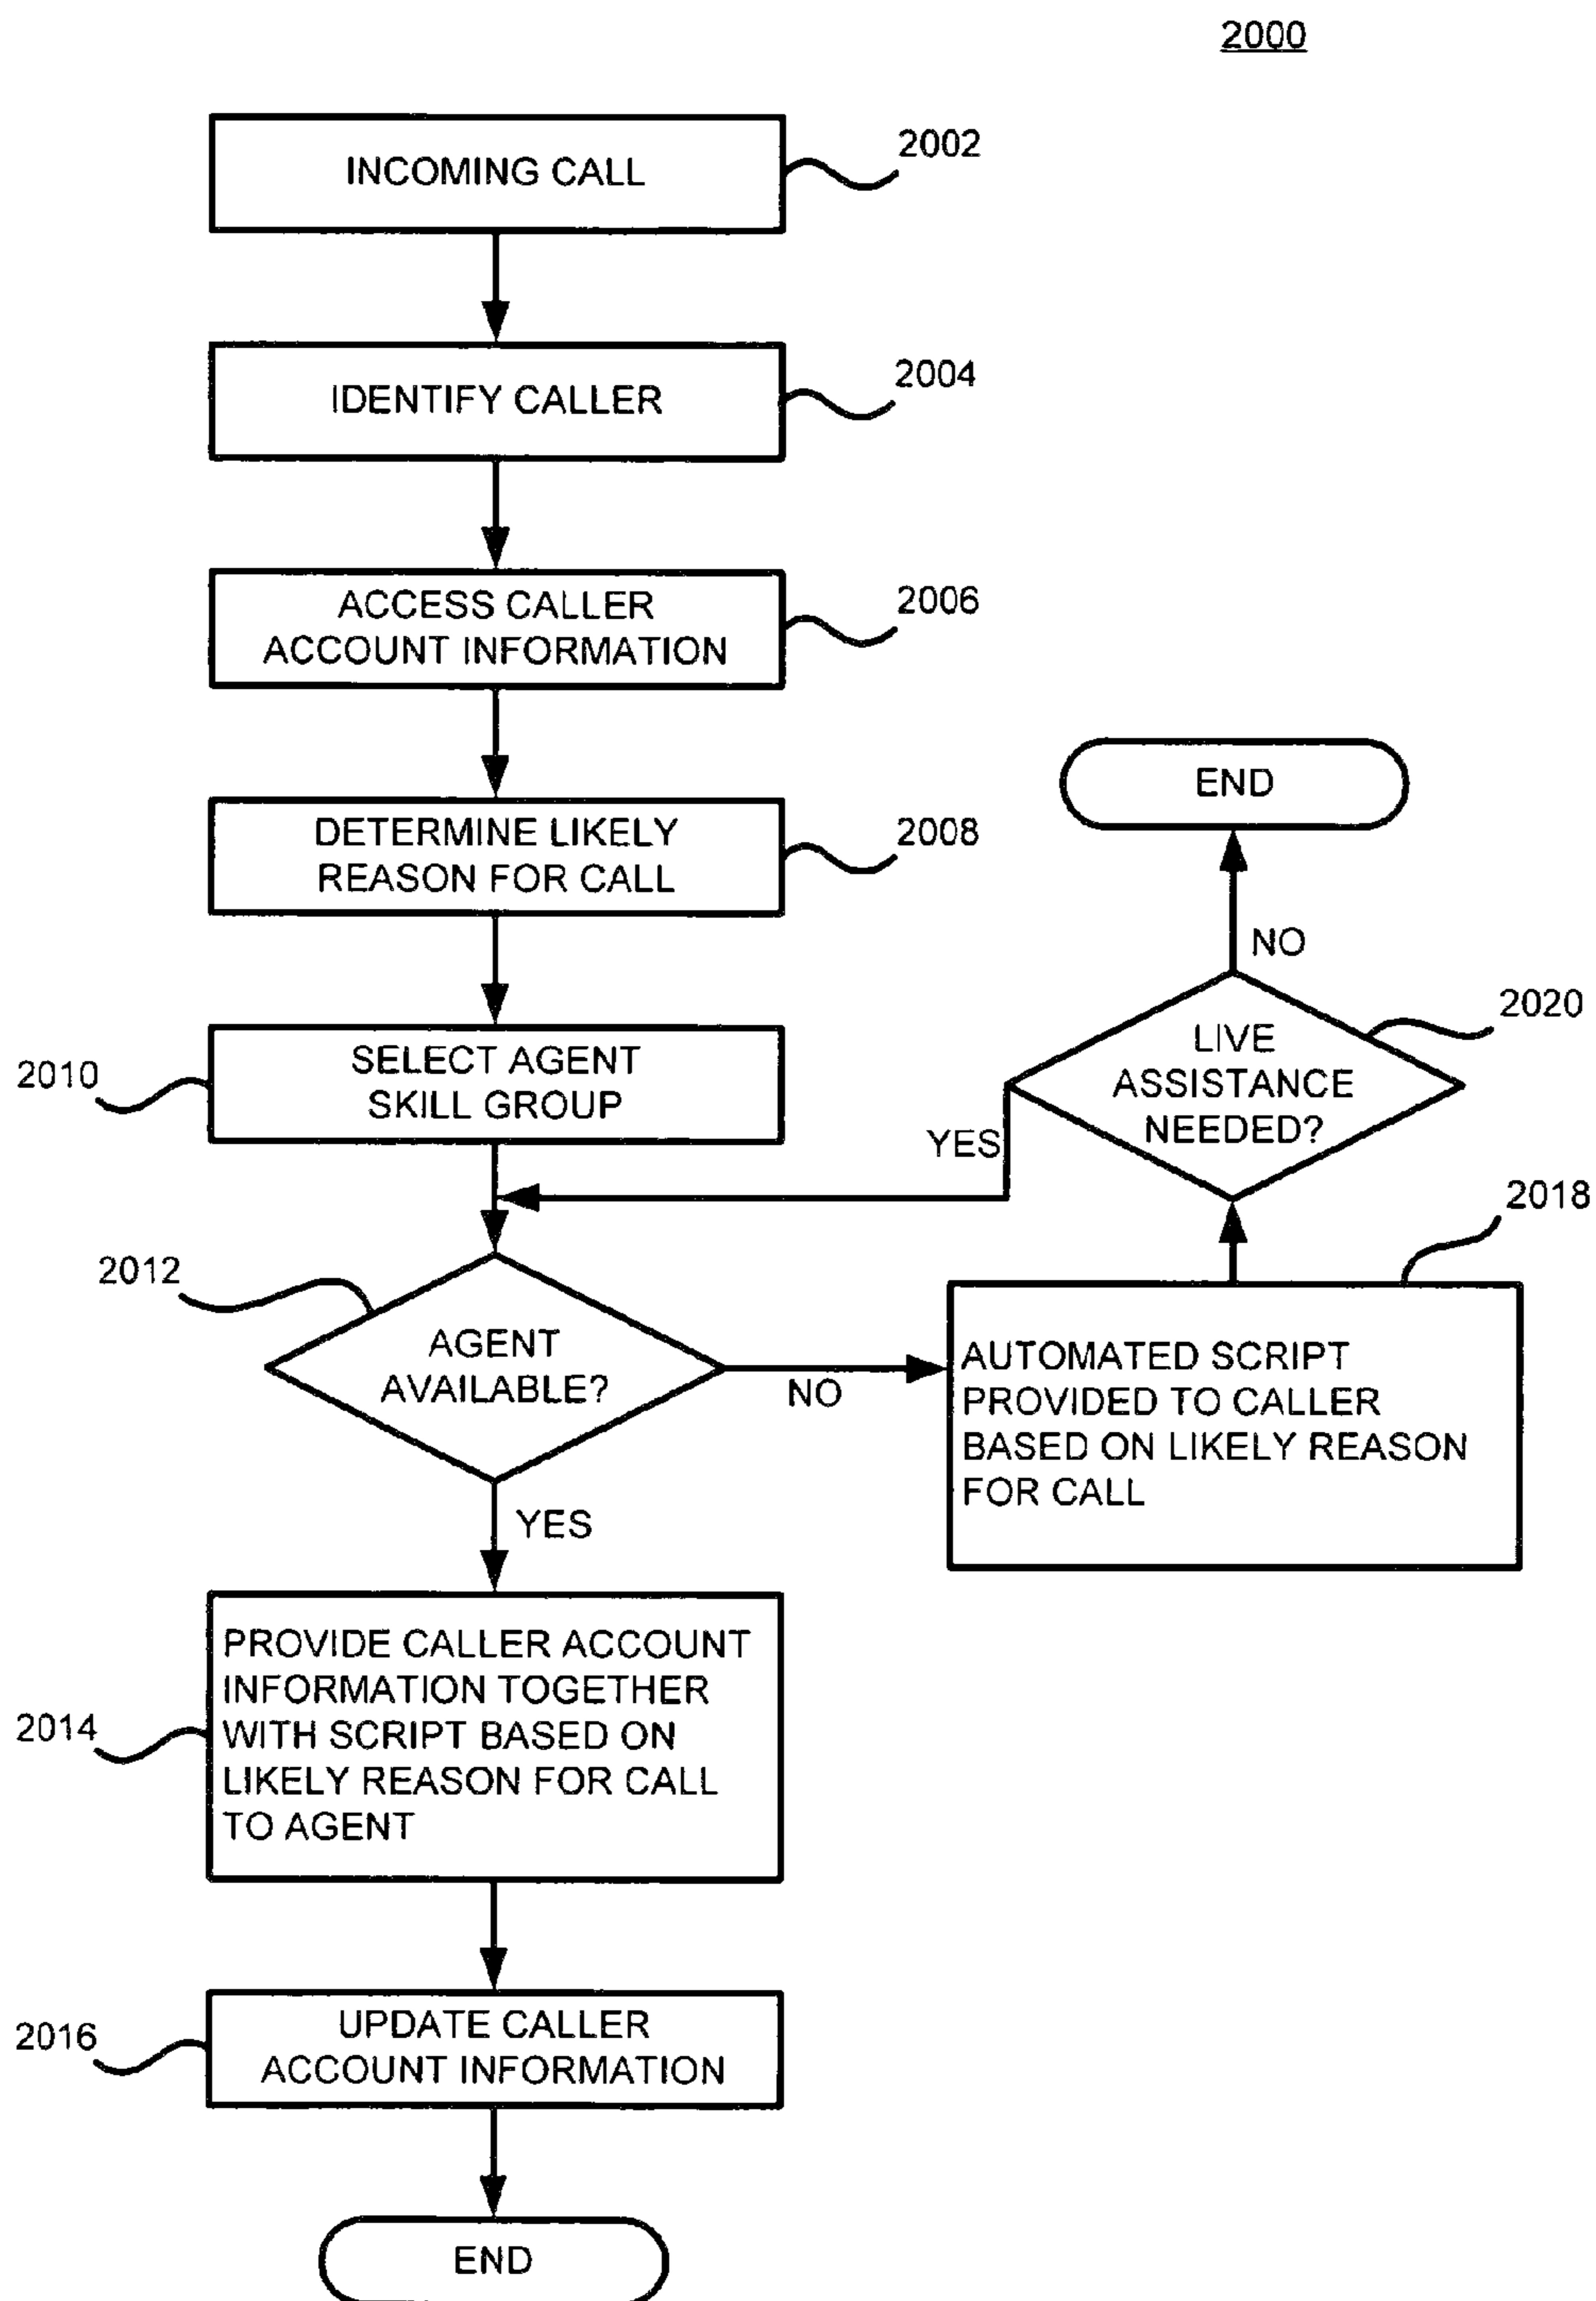 2000
INCOMING CALL
2002
IDENTIFY CALLER
2004
ACCESS CALLER
ACCOUNT INFORMATION
2006
DETERMINE LIKELY
REASON FOR CALL
2008
END
NO
2010
SELECT AGENT
SKILL GROUP
LIVE
ASSISTANCE
NEEDED?
2020
YES
2012
AGENT
AVAILABLE?
NO
2018
AUTOMATED SCRIPT
PROVIDED TO CALLER
BASED ON LIKELY REASON
FOR CALL
YES
2014
PROVIDE CALLER ACCOUNT
INFORMATION TOGETHER
WITH SCRIPT BASED ON
LIKELY REASON FOR CALL
TO AGENT
2016
UPDATE CALLER
ACCOUNT INFORMATION
END